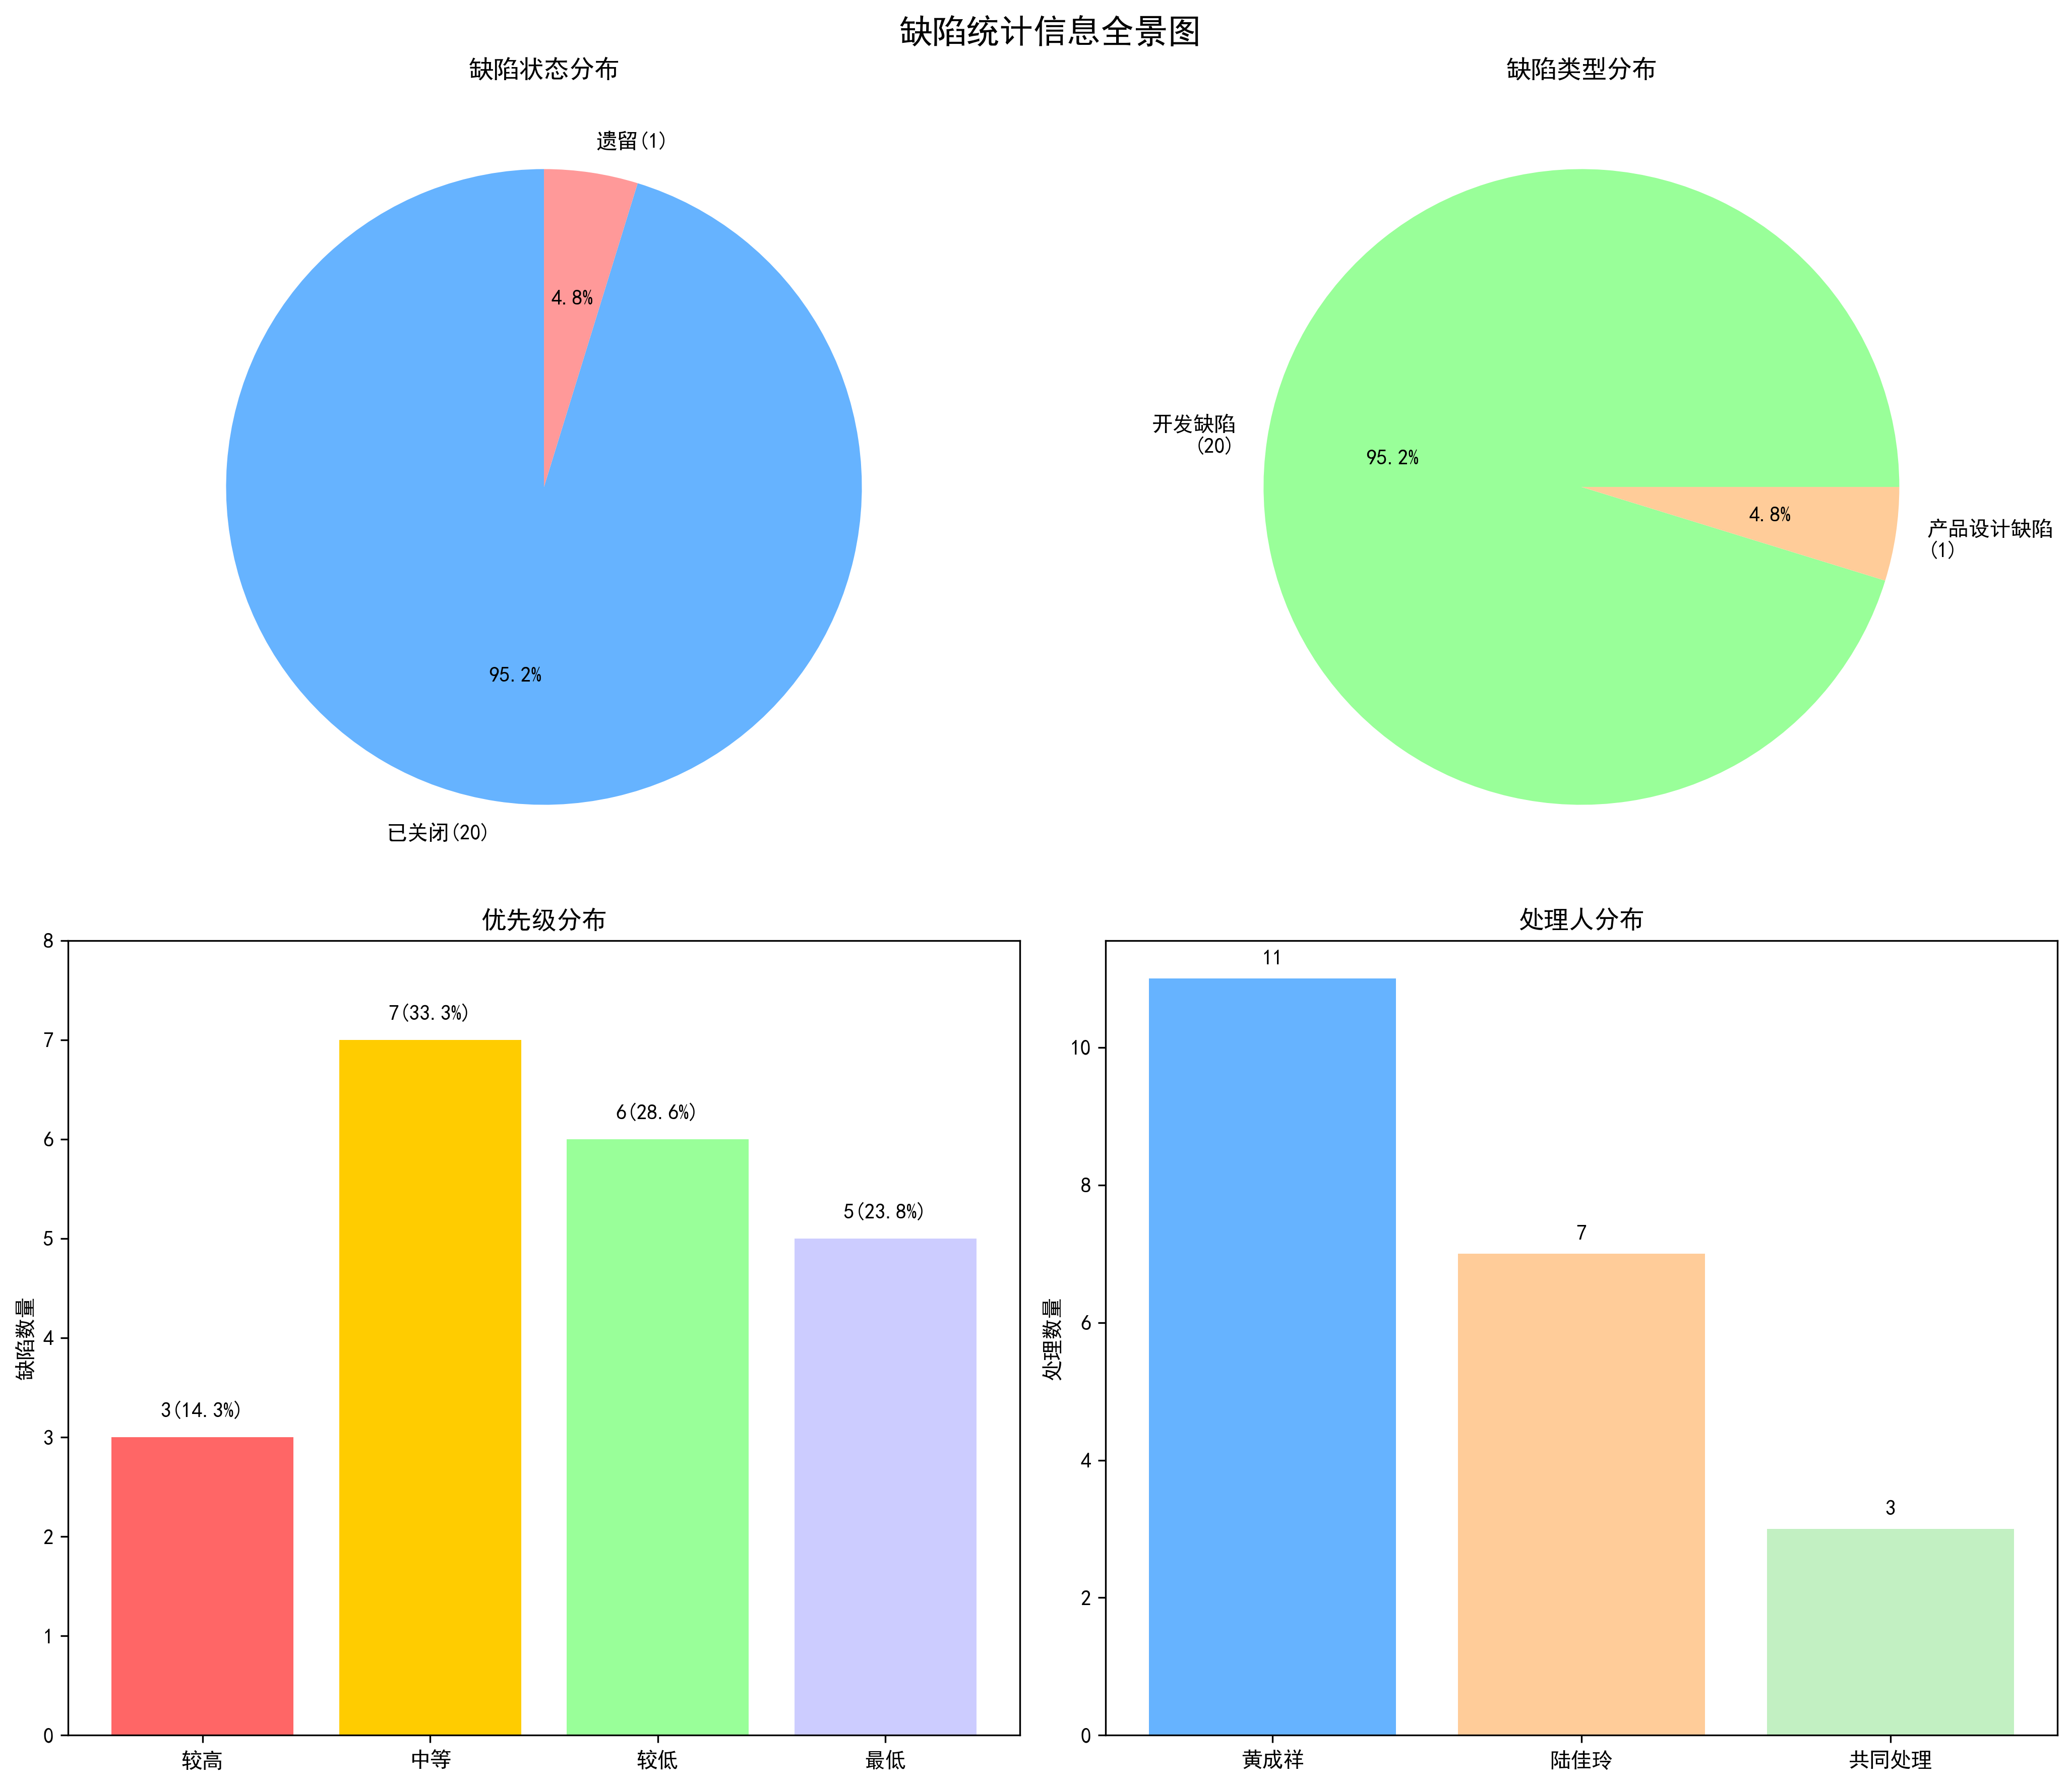 缺陷统计信息全景图
缺陷状态分布
遗留(1)
4.8%
95.2%
已关闭(20)
缺陷类型分布
开发缺陷
(20)
95.2%
4.8%
产品设计缺陷
(1)
优先级分布
缺陷数量
8
7
6
5
4
3
2
1
0
3(14.3%)
7(33.3%)
6(28.6%)
5(23.8%)
较高
中等
较低
最低
处理人分布
处理数量
10
8
6
4
2
0
11
7
3
黄成祥
陆佳玲
共同处理